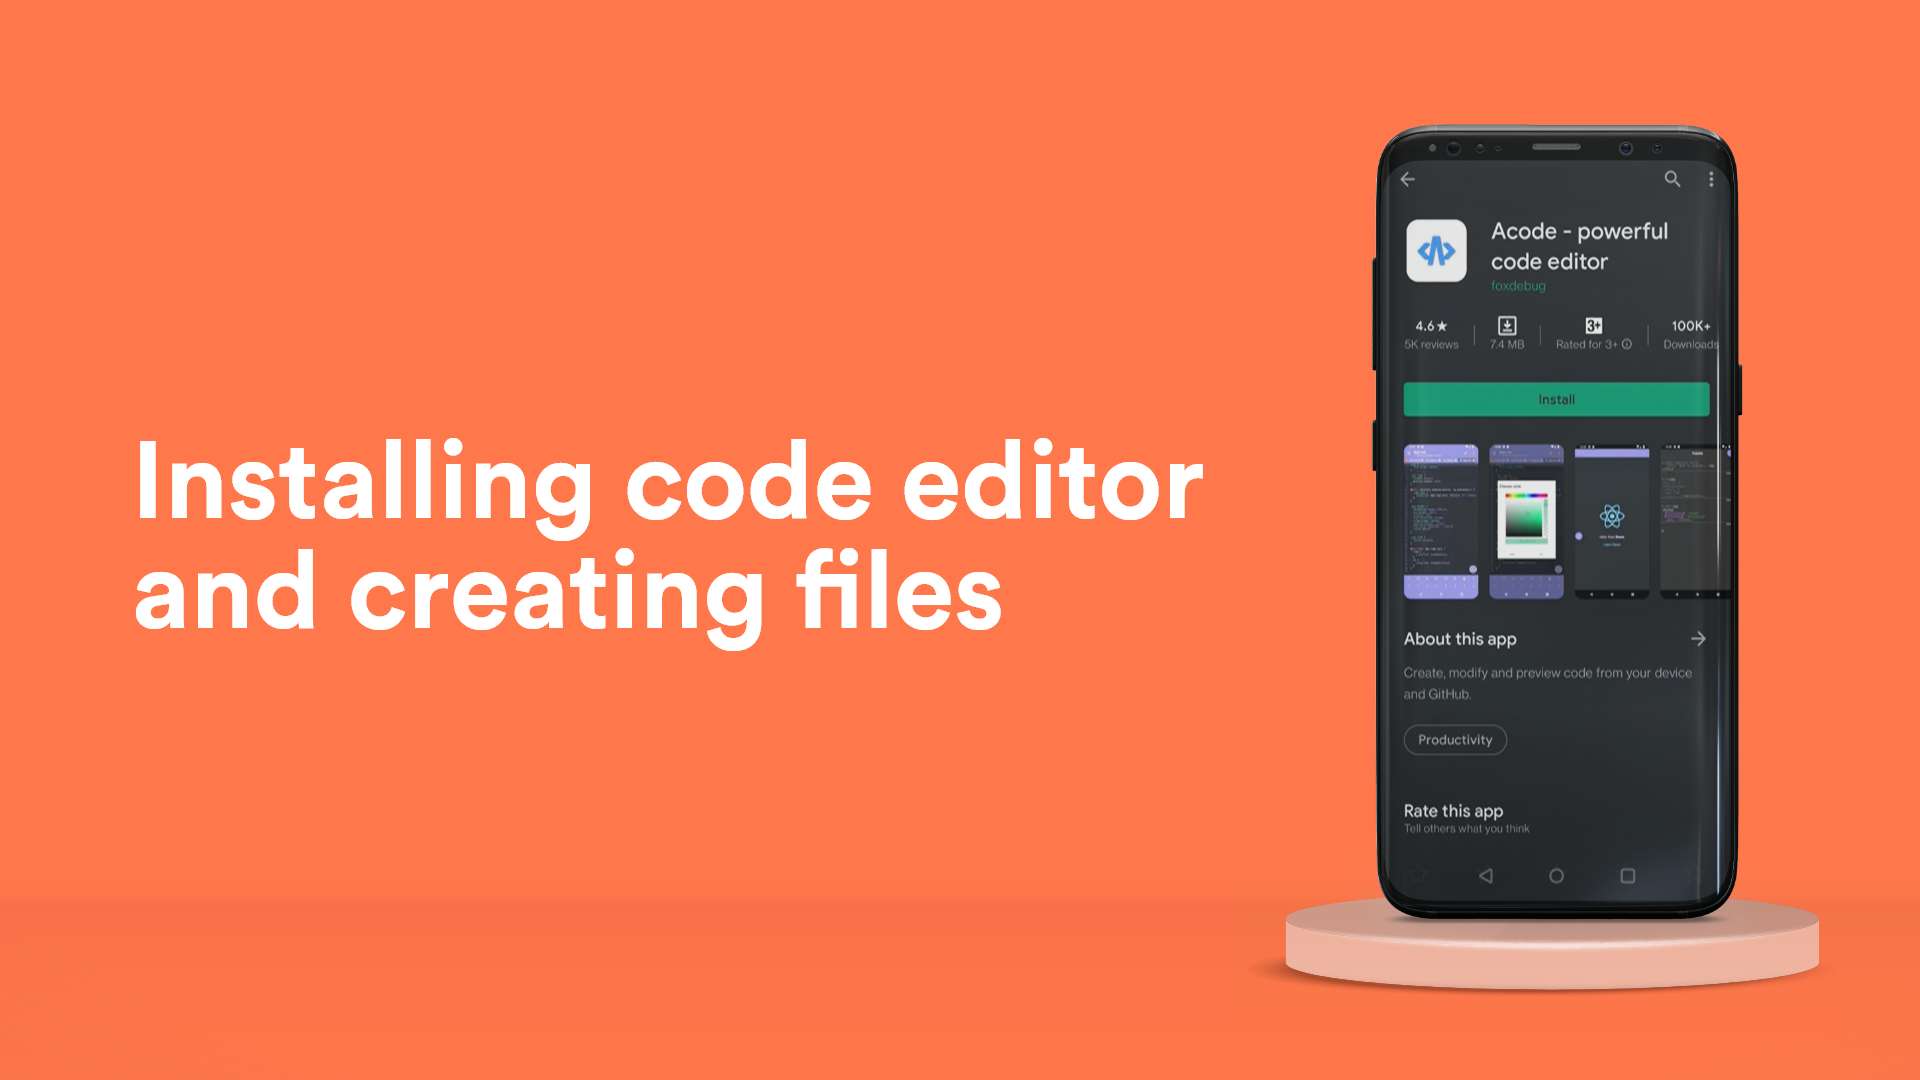 Installing code editor
and creating files
Acode - powerful
code editor
foxdebug
4.6★
5K reviews
7.4 MB
3+
Rated for 3+
100K+
Downloads
Install
About this app
Create, modify and preview code from your device
and GitHub.
Productivity
Rate this app
Tell others what you think